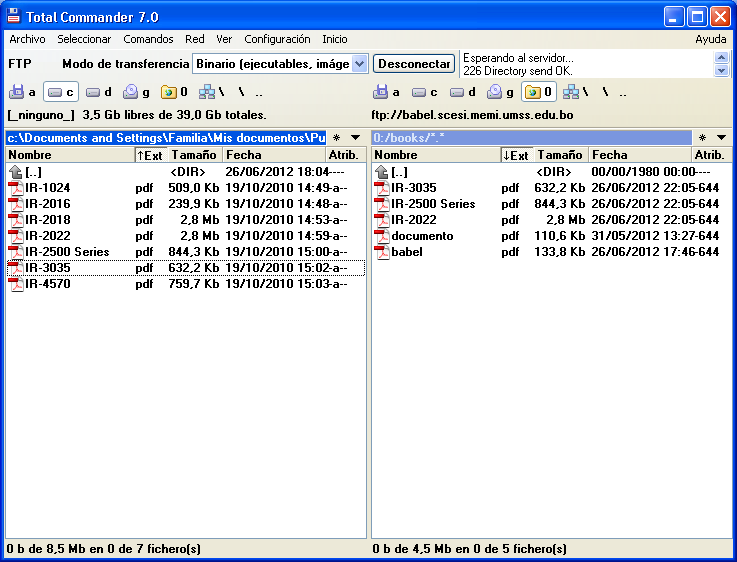 Total Commander 7.0
Archivo Seleccionar Comandos Red Ver Configuración Inicio Ayuda
FTP Modo de transferencia Binario (ejecutables, imáge Desconectar
Esperando al servidor...
226 Directory send OK.
a c d g 0 \ \ ..
a c d g 0 \ \ ..
[_ninguno_] 3,5 Gb libres de 39,0 Gb totales.
ftp://babel.scesi.memi.umss.edu.bo
c:\Documents and Settings\Familia\Mis documentos\Pu * 
Nombre ↑Ext Tamaño Fecha Atrib.
[..] <DIR> 26/06/2012 18:04----
IR-1024 pdf 509,0 Kb 19/10/2010 14:49-a--
IR-2016 pdf 239,9 Kb 19/10/2010 14:48-a--
IR-2018 pdf 2,8 Mb 19/10/2010 14:53-a--
IR-2022 pdf 2,8 Mb 19/10/2010 14:59-a--
IR-2500 Series pdf 844,3 Kb 19/10/2010 15:00-a--
IR-3035 pdf 632,2 Kb 19/10/2010 15:02-a--
IR-4570 pdf 759,7 Kb 19/10/2010 15:03-a--
0 b de 8,5 Mb en 0 de 7 fichero(s)
0:/books/*.* *
Nombre ↓Ext Tamaño Fecha Atrib.
[..] <DIR> 00/00/1980 00:00----
IR-3035 pdf 632,2 Kb 26/06/2012 22:05-644
IR-2500 Series pdf 844,3 Kb 26/06/2012 22:05-644
IR-2022 pdf 2,8 Mb 26/06/2012 22:05-644
documento pdf 110,6 Kb 31/05/2012 13:27-644
babel pdf 133,8 Kb 26/06/2012 17:46-644
0 b de 4,5 Mb en 0 de 5 fichero(s)